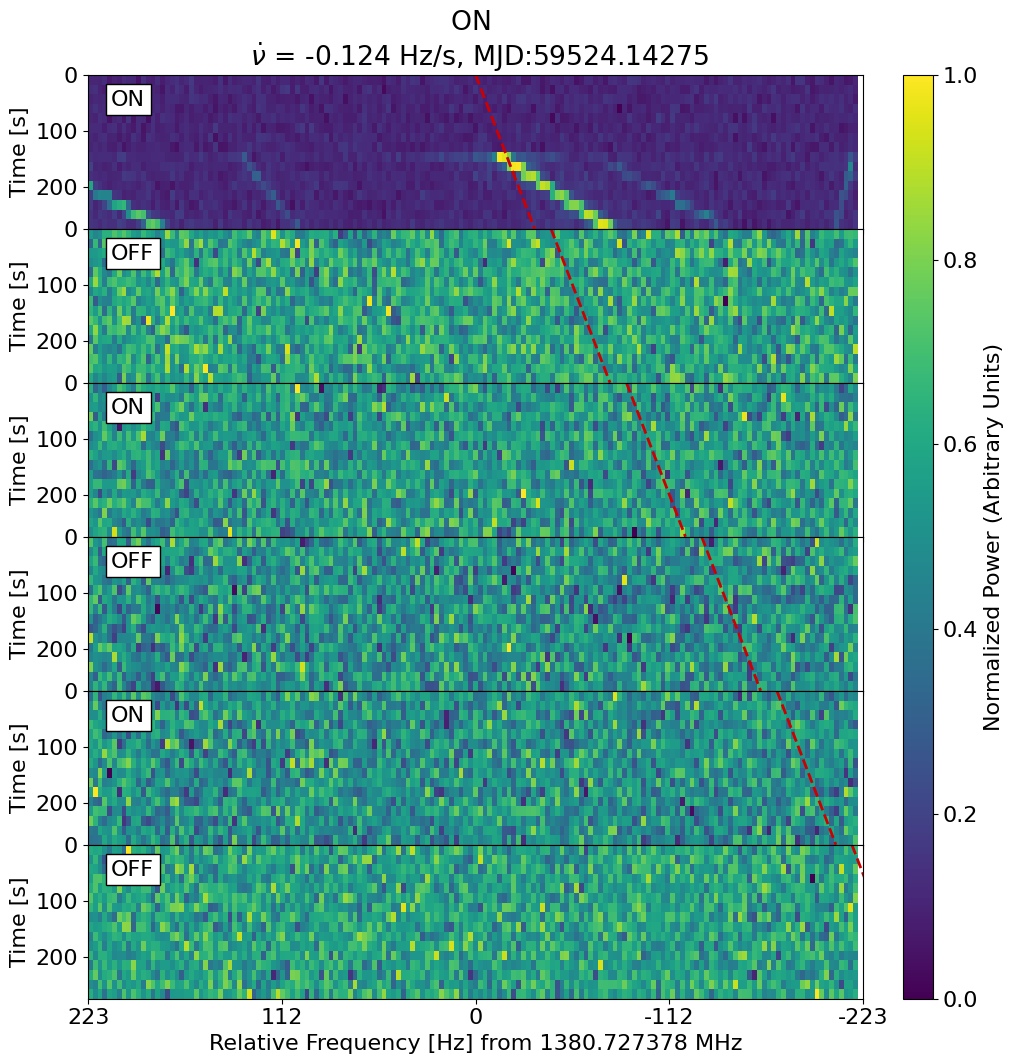 ON
ν̇ = -0.124 Hz/s, MJD:59524.14275
0
ON
100
200
Time [s]
0
OFF
100
200
Time [s]
0
ON
100
200
Time [s]
0
OFF
100
200
Time [s]
0
ON
100
200
Time [s]
0
OFF
100
200
Time [s]
223 112 0 -112 -223
Relative Frequency [Hz] from 1380.727378 MHz
1.0
0.8
0.6
0.4
0.2
0.0
Normalized Power (Arbitrary Units)